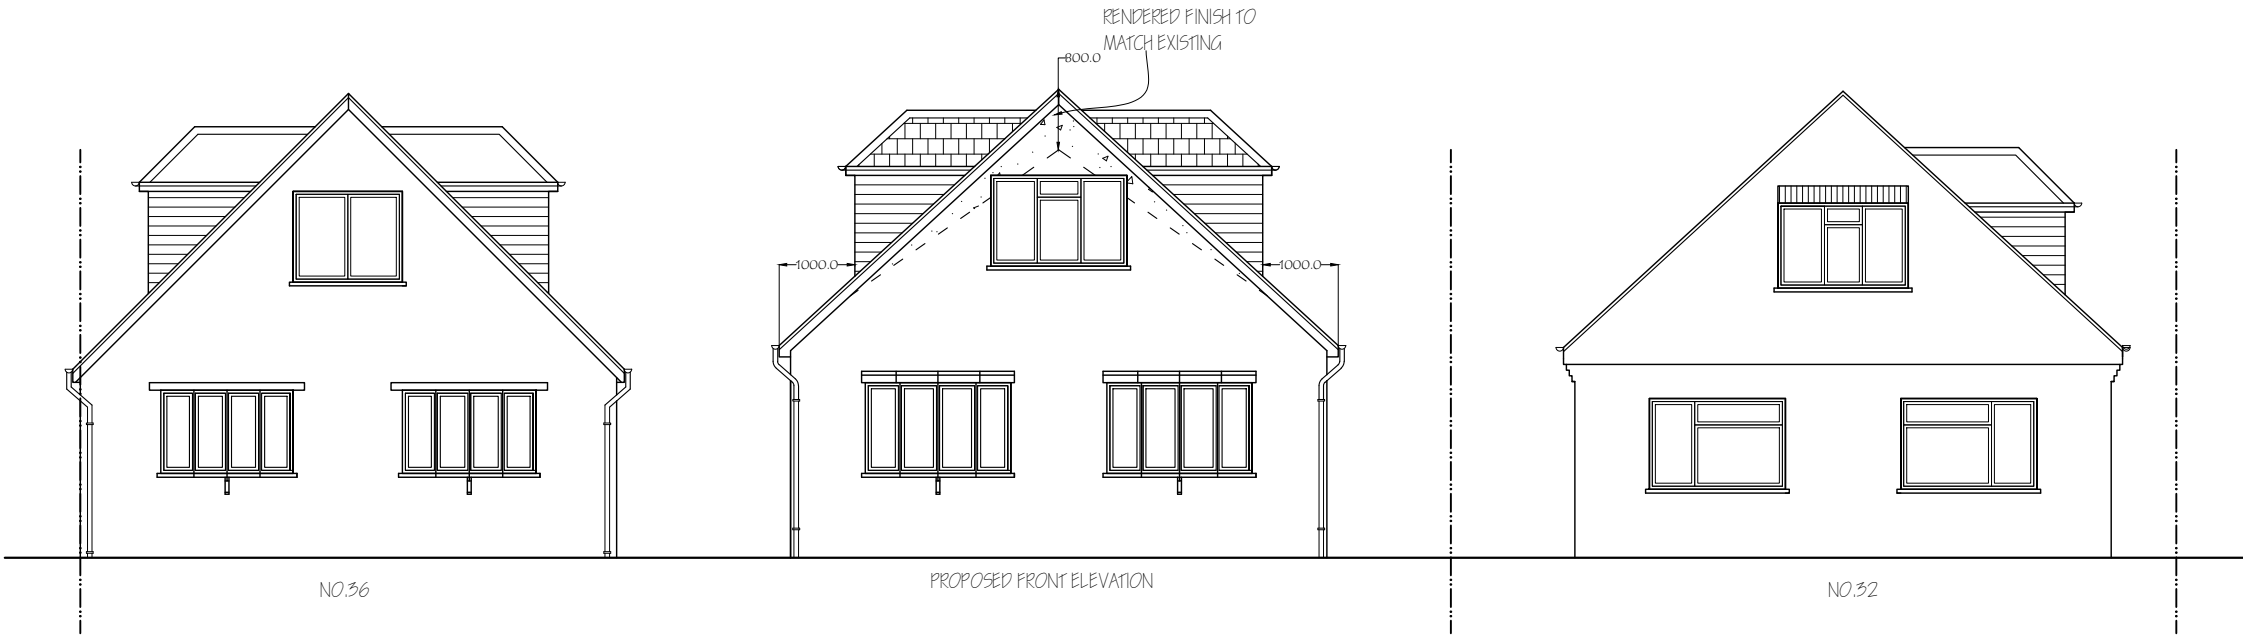 RENDERED FINISH TO
MATCH EXISTING
800.0
1000.0
1000.0
NO.36
PROPOSED FRONT ELEVATION
NO.32